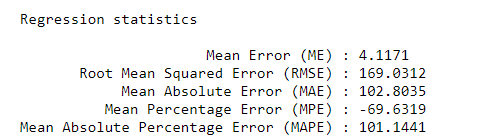 Regression statistics
Mean Error (ME) : 4.1171
Root Mean Squared Error (RMSE) : 169.0312
Mean Absolute Error (MAE) : 102.8035
Mean Percentage Error (MPE) : -69.6319
Mean Absolute Percentage Error (MAPE) : 101.1441